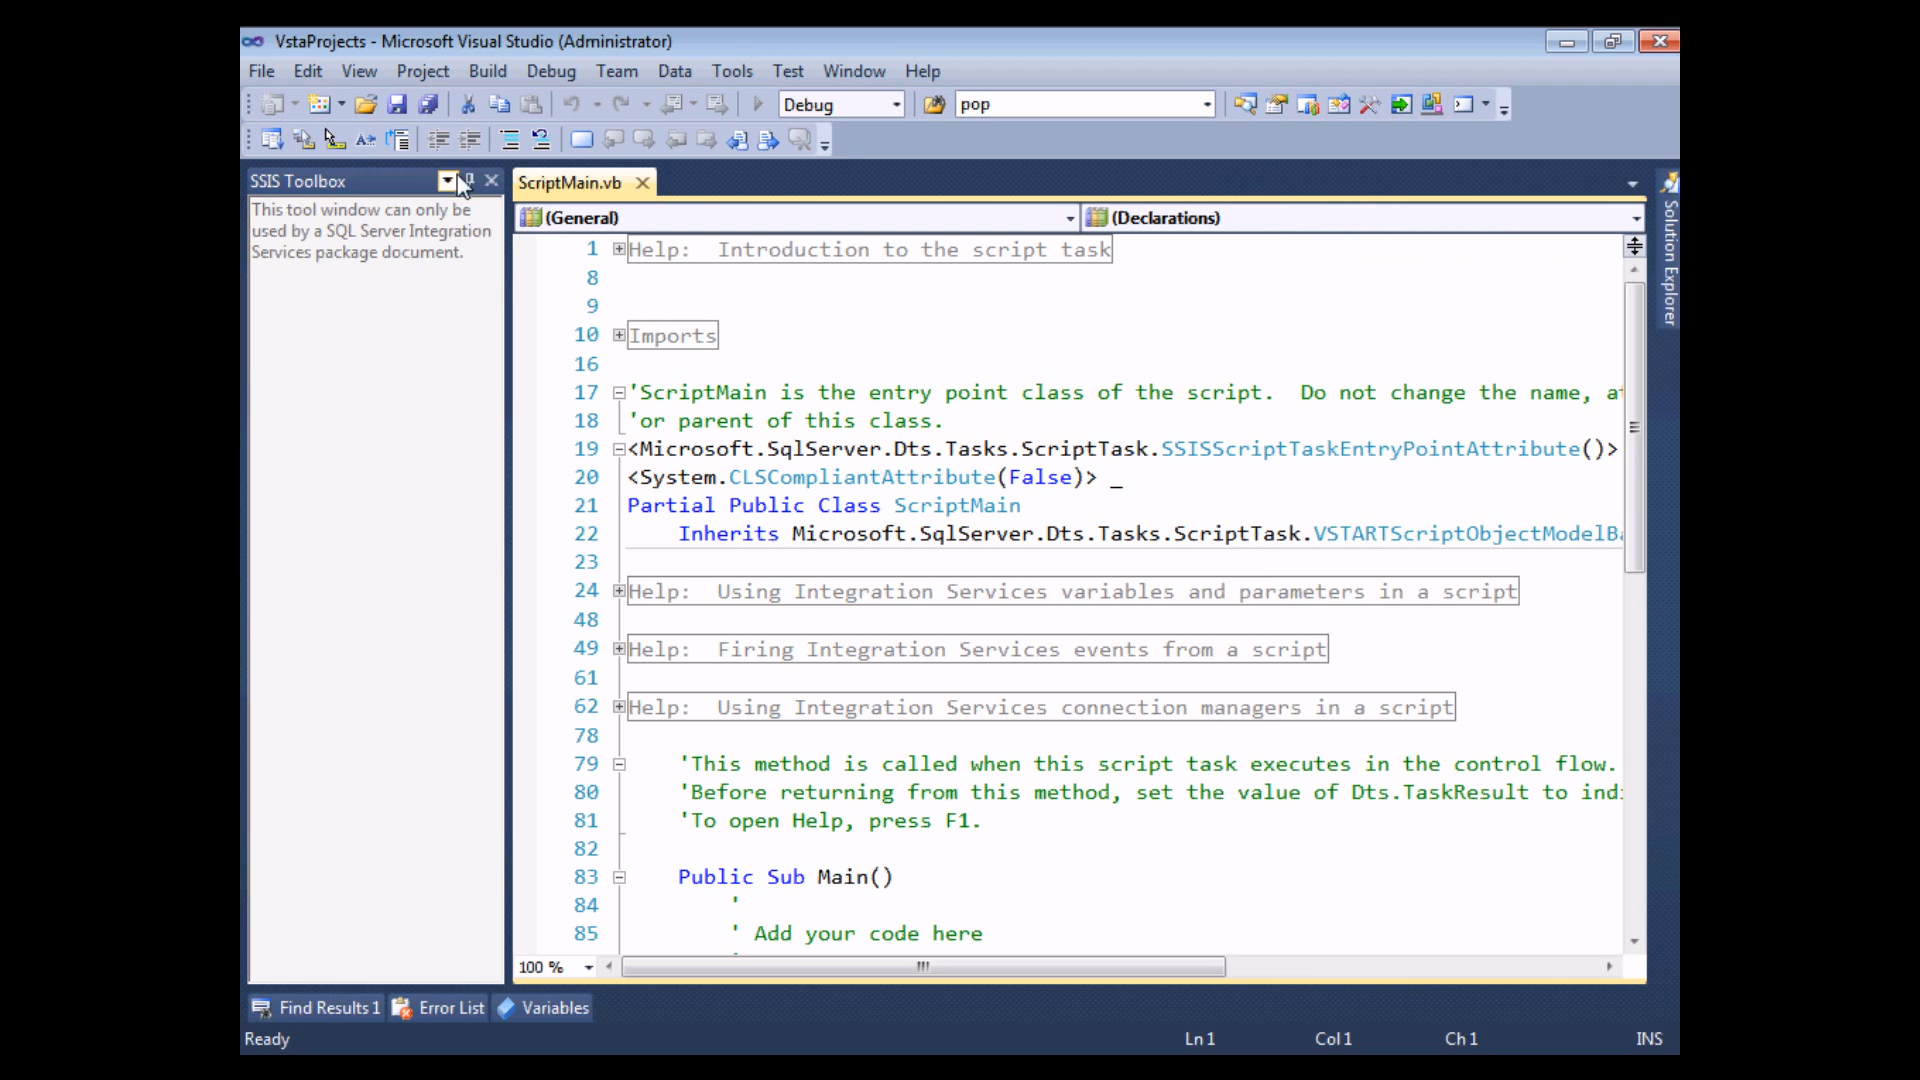 VstaProjects - Microsoft Visual Studio (Administrator)
File Edit View Project Build Debug Team Data Tools Test Window Help
Debug pop
SSIS Toolbox
This tool window can only be
used by a SQL Server Integration
Services package document.
ScriptMain.vb
(General) (Declarations)
1 Help: Introduction to the script task
8
9
10 Imports
16
17 'ScriptMain is the entry point class of the script. Do not change the name, at
18 'or parent of this class.
19 <Microsoft.SqlServer.Dts.Tasks.ScriptTask.SSISScriptTaskEntryPointAttribute()>
20 <System.CLSCompliantAttribute(False)> _
21 Partial Public Class ScriptMain
22 Inherits Microsoft.SqlServer.Dts.Tasks.ScriptTask.VSTARTScriptObjectModelBa
23
24 Help: Using Integration Services variables and parameters in a script
48
49 Help: Firing Integration Services events from a script
61
62 Help: Using Integration Services connection managers in a script
78
79 'This method is called when this script task executes in the control flow.
80 'Before returning from this method, set the value of Dts.TaskResult to indi
81 'To open Help, press F1.
82
83 Public Sub Main()
84 '
85 ' Add your code here
100 %
Solution Explorer
Find Results 1 Error List Variables
Ready Ln 1 Col 1 Ch 1 INS